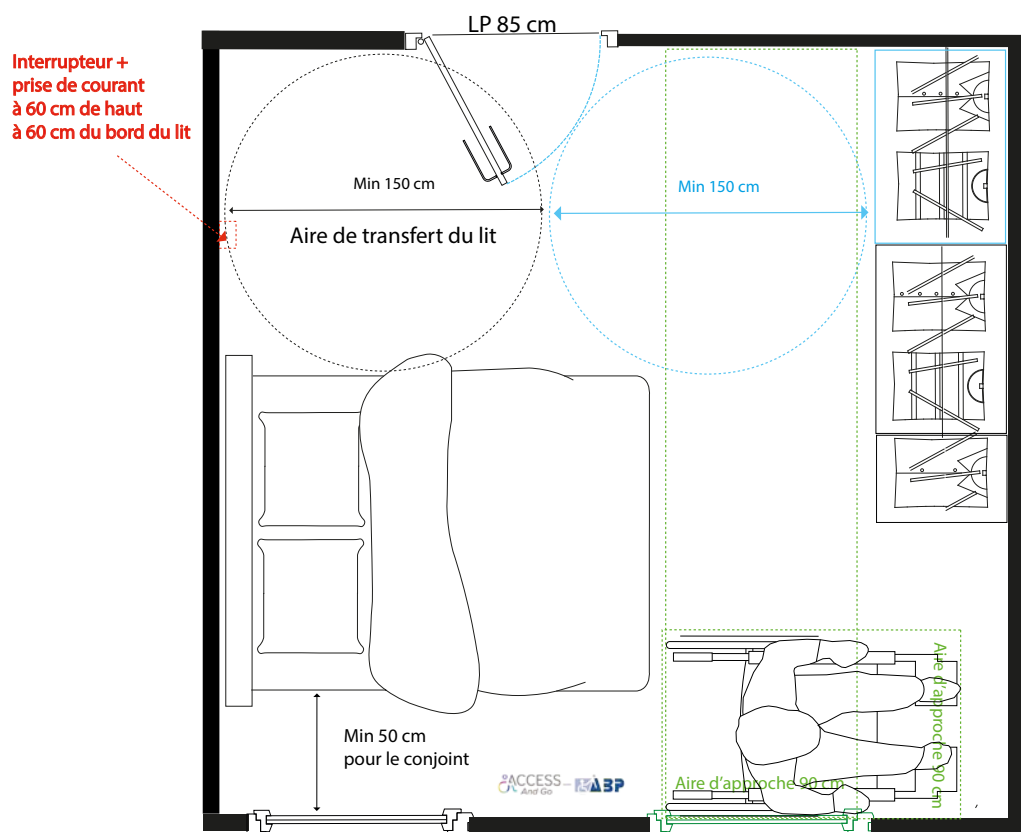 LP 85 cm
Interrupteur +
prise de courant
à 60 cm de haut
à 60 cm du bord du lit
Min 150 cm
Min 150 cm
Aire de transfert du lit
Min 50 cm
pour le conjoint
Aire d'approche 90 cm
Aire d'approche 90 cm
ACCESS
And Go
ABP